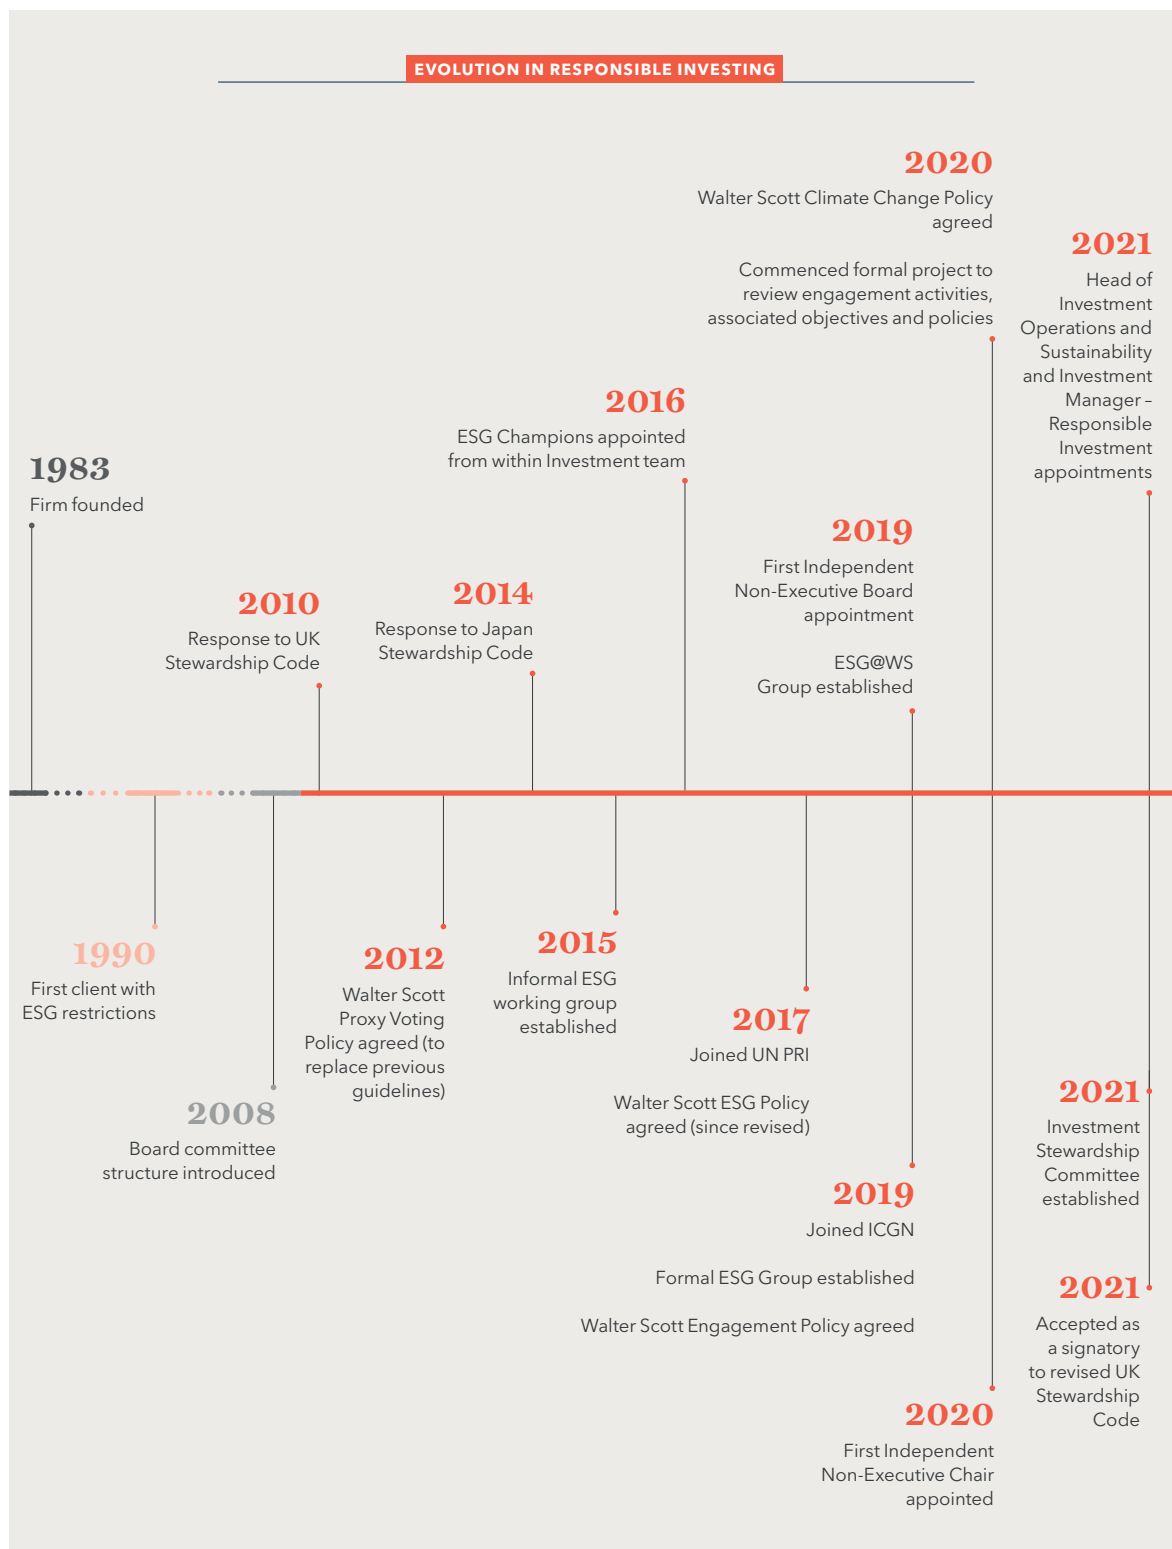 EVOLUTION IN RESPONSIBLE INVESTING
1983
Firm founded
1990
First client with
ESG restrictions
2008
Board committee
structure introduced
2010
Response to UK
Stewardship Code
2012
Walter Scott
Proxy Voting
Policy agreed (to
replace previous
guidelines)
2014
Response to Japan
Stewardship Code
2015
Informal ESG
working group
established
2016
ESG Champions appointed
from within Investment team
2017
Joined UN PRI
Walter Scott ESG Policy
agreed (since revised)
2019
First Independent
Non-Executive Board
appointment
ESG@WS
Group established
2019
Joined ICGN
Formal ESG Group established
Walter Scott Engagement Policy agreed
2020
Walter Scott Climate Change Policy
agreed
Commenced formal project to
review engagement activities,
associated objectives and policies
2020
First Independent
Non-Executive Chair
appointed
2021
Head of
Investment
Operations and
Sustainability
and Investment
Manager –
Responsible
Investment
appointments
2021
Investment
Stewardship
Committee
established
2021
Accepted as
a signatory
to revised UK
Stewardship
Code